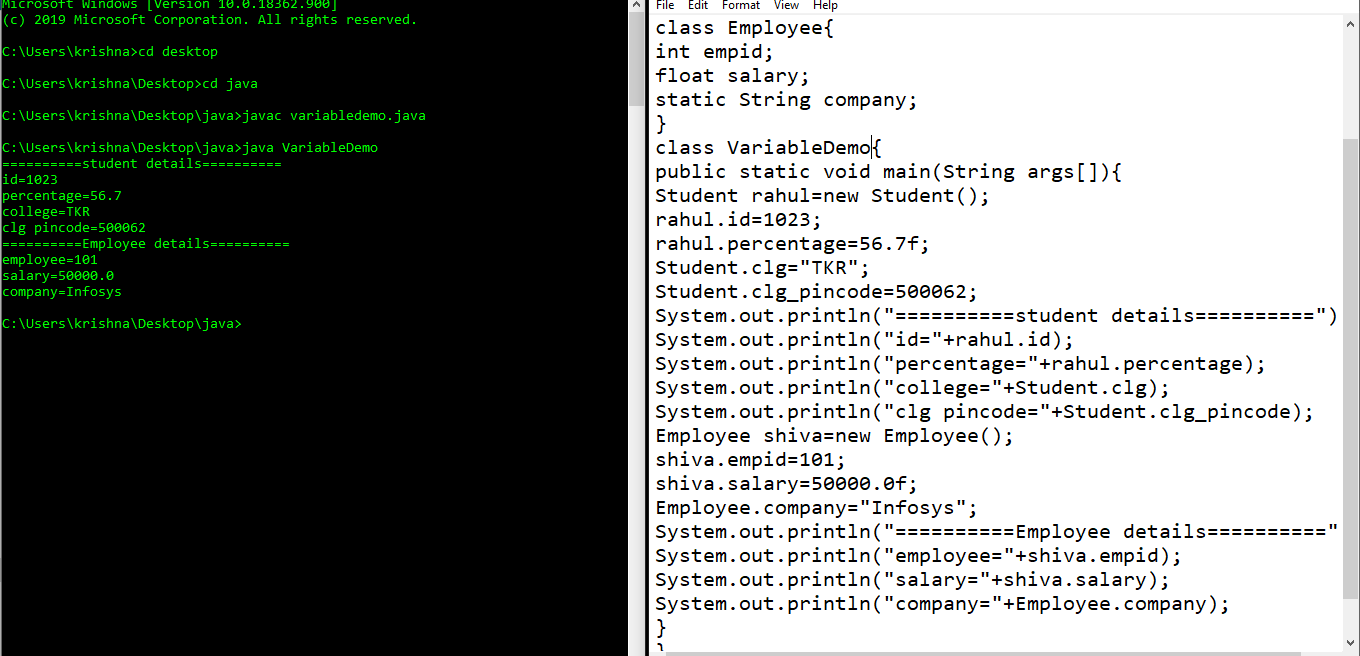 Microsoft Windows [Version 10.0.18362.900]
(c) 2019 Microsoft Corporation. All rights reserved.
C:\Users\krishna>cd desktop
C:\Users\krishna\Desktop>cd java
C:\Users\krishna\Desktop\java>javac variabledemo.java
C:\Users\krishna\Desktop\java>java VariableDemo
==========student details==========
id=1023
percentage=56.7
college=TKR
clg pincode=500062
==========Employee details==========
employee=101
salary=50000.0
company=Infosys
C:\Users\krishna\Desktop\java>
File Edit Format View Help
class Employee{
int empid;
float salary;
static String company;
}
class VariableDemo{
public static void main(String args[]){
Student rahul=new Student();
rahul.id=1023;
rahul.percentage=56.7f;
Student.clg="TKR";
Student.clg_pincode=500062;
System.out.println("==========student details==========")
System.out.println("id="+rahul.id);
System.out.println("percentage="+rahul.percentage);
System.out.println("college="+Student.clg);
System.out.println("clg pincode="+Student.clg_pincode);
Employee shiva=new Employee();
shiva.empid=101;
shiva.salary=50000.0f;
Employee.company="Infosys";
System.out.println("==========Employee details=========="
System.out.println("employee="+shiva.empid);
System.out.println("salary="+shiva.salary);
System.out.println("company="+Employee.company);
}
}